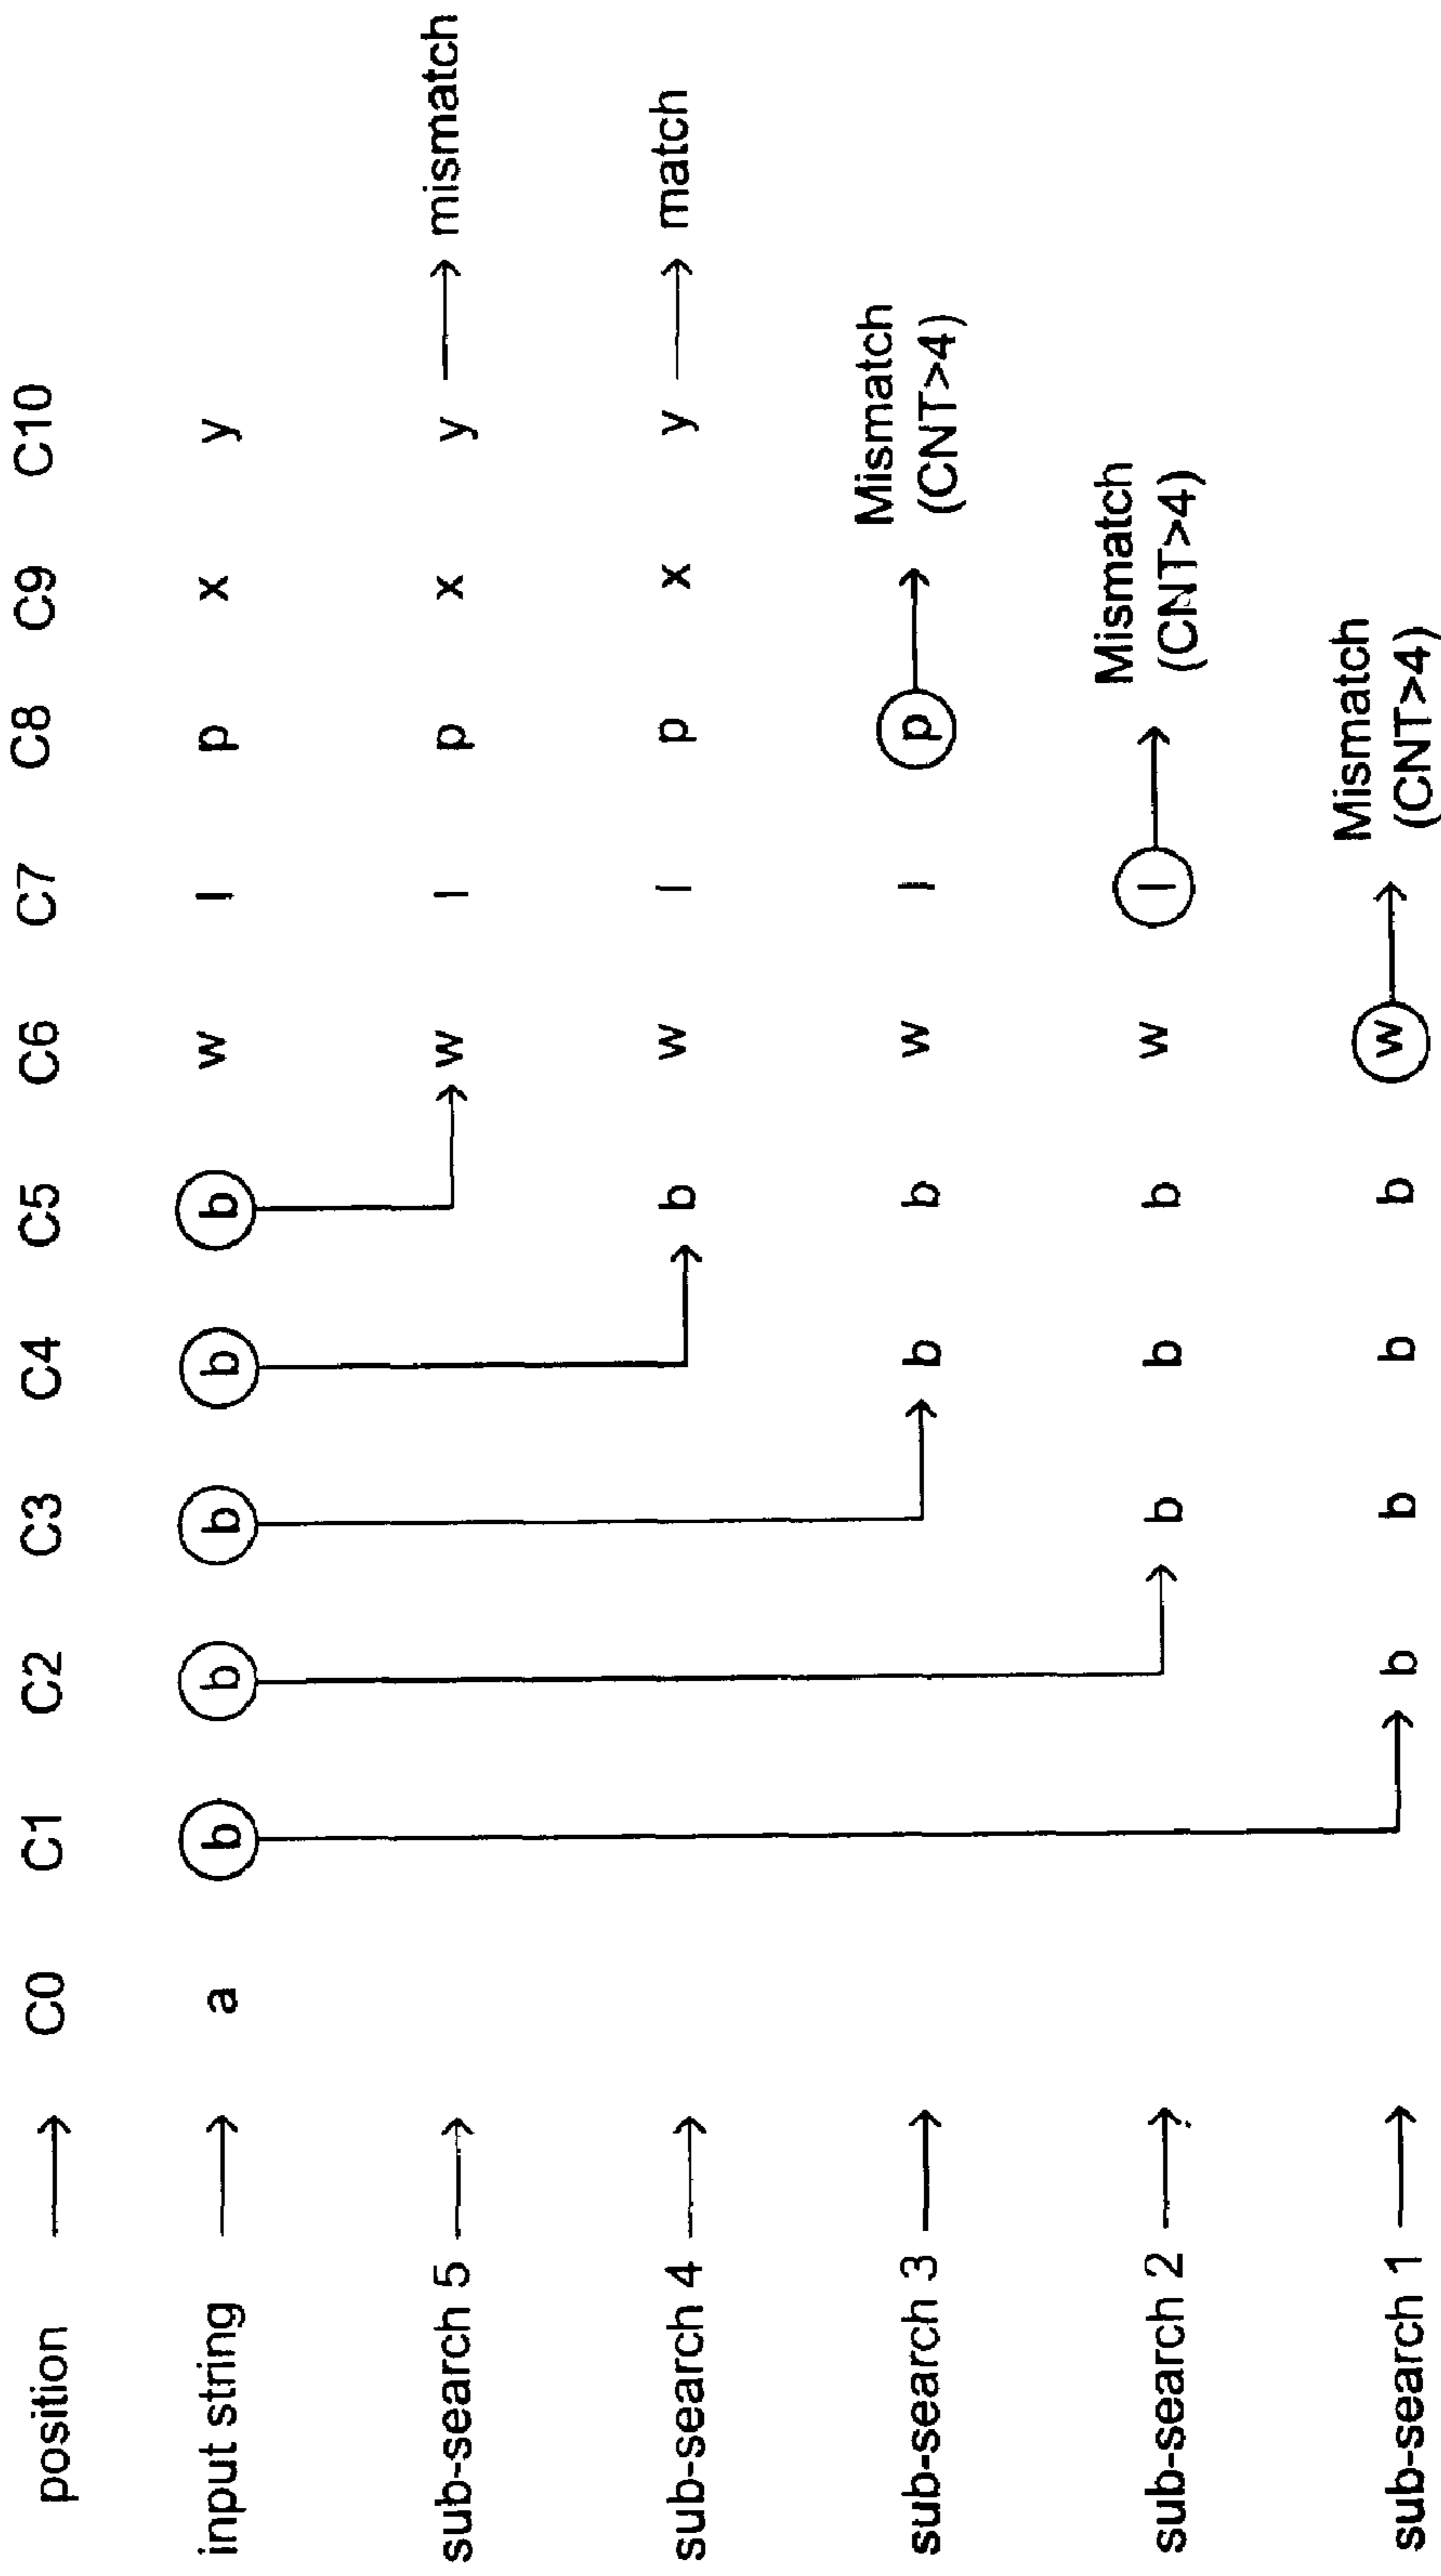 position → C0 C1 C2 C3 C4 C5 C6 C7 C8 C9 C10
input string → a b b b b b w l p x y
sub-search 5 → w l p x y → mismatch
sub-search 4 → b w l p x y → match
sub-search 3 → b b w l p → Mismatch
(CNT>4)
sub-search 2 → b b b w l → Mismatch
(CNT>4)
sub-search 1 → b b b b w → Mismatch
(CNT>4)